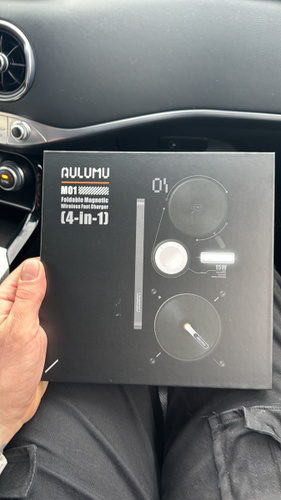 AULUMU
M01
Foldable Magnetic
Wireless Fast Charger
(4-in-1)
01